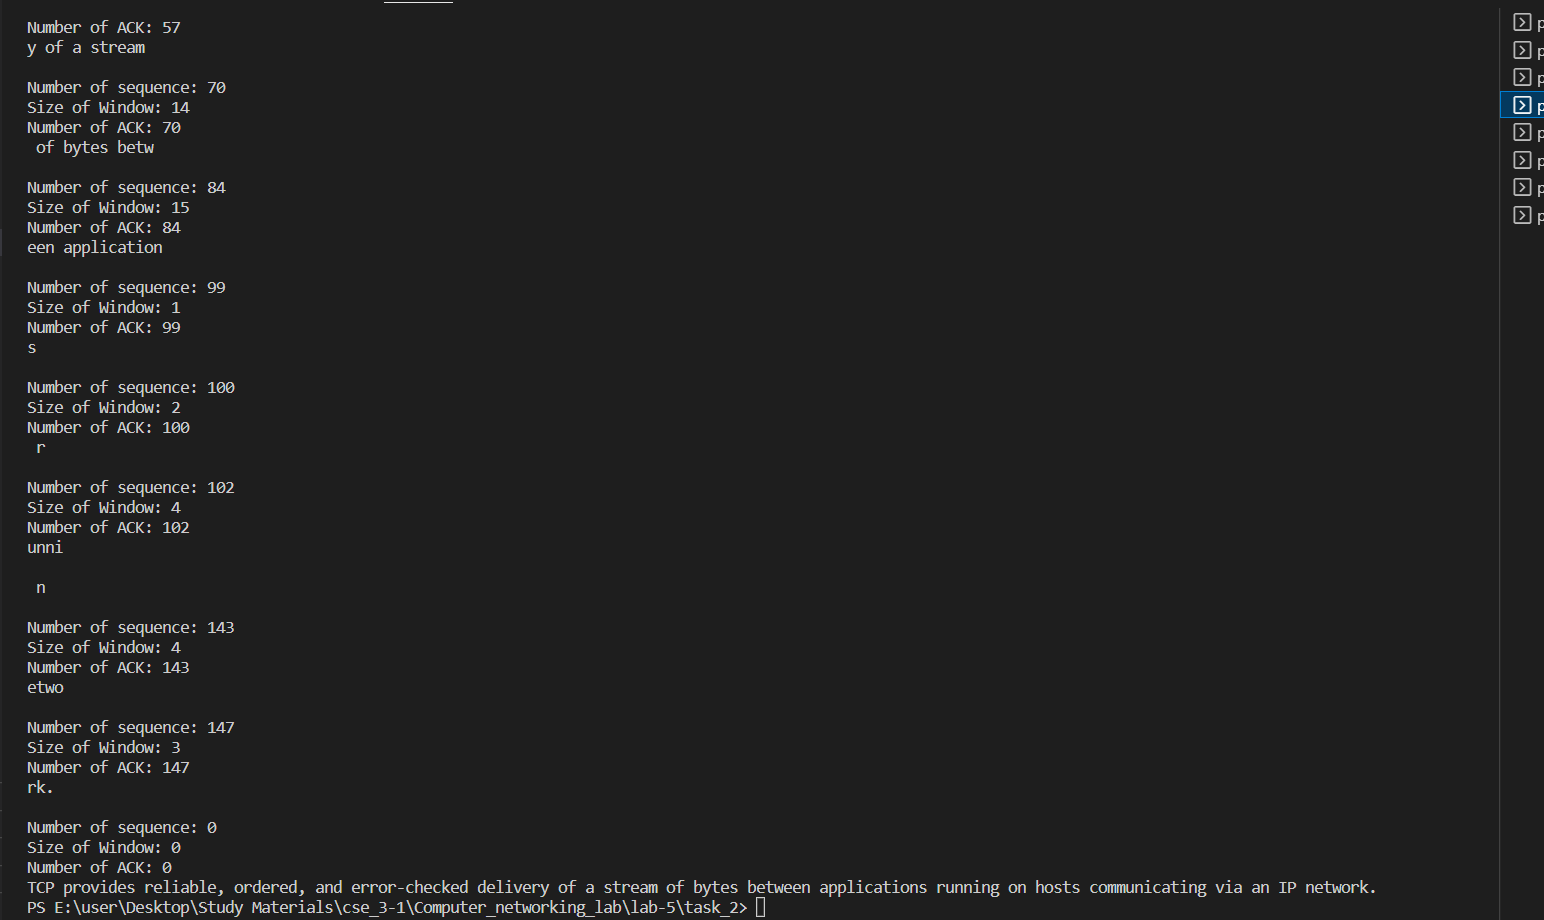 Number of ACK: 57
y of a stream
Number of sequence: 70
Size of Window: 14
Number of ACK: 70
 of bytes betw
Number of sequence: 84
Size of Window: 15
Number of ACK: 84
een application
Number of sequence: 99
Size of Window: 1
Number of ACK: 99
s
Number of sequence: 100
Size of Window: 2
Number of ACK: 100
 r
Number of sequence: 102
Size of Window: 4
Number of ACK: 102
unni
 n
Number of sequence: 143
Size of Window: 4
Number of ACK: 143
etwo
Number of sequence: 147
Size of Window: 3
Number of ACK: 147
rk.
Number of sequence: 0
Size of Window: 0
Number of ACK: 0
TCP provides reliable, ordered, and error-checked delivery of a stream of bytes between applications running on hosts communicating via an IP network.
PS E:\user\Desktop\Study Materials\cse_3-1\Computer_networking_lab\lab-5\task_2>